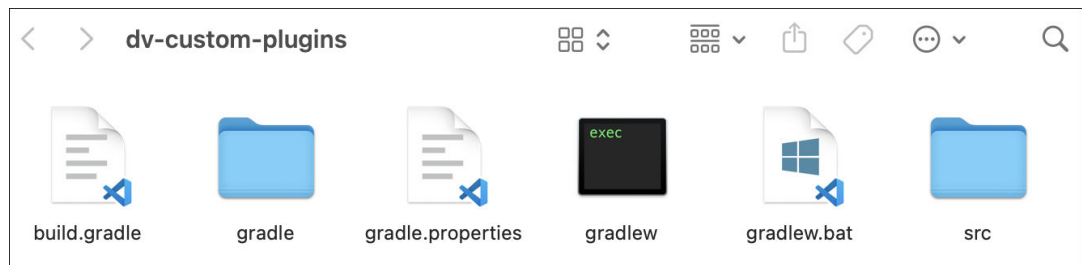 dv-custom-plugins
exec
build.gradle
gradle
gradle.properties
gradlew
gradlew.bat
src